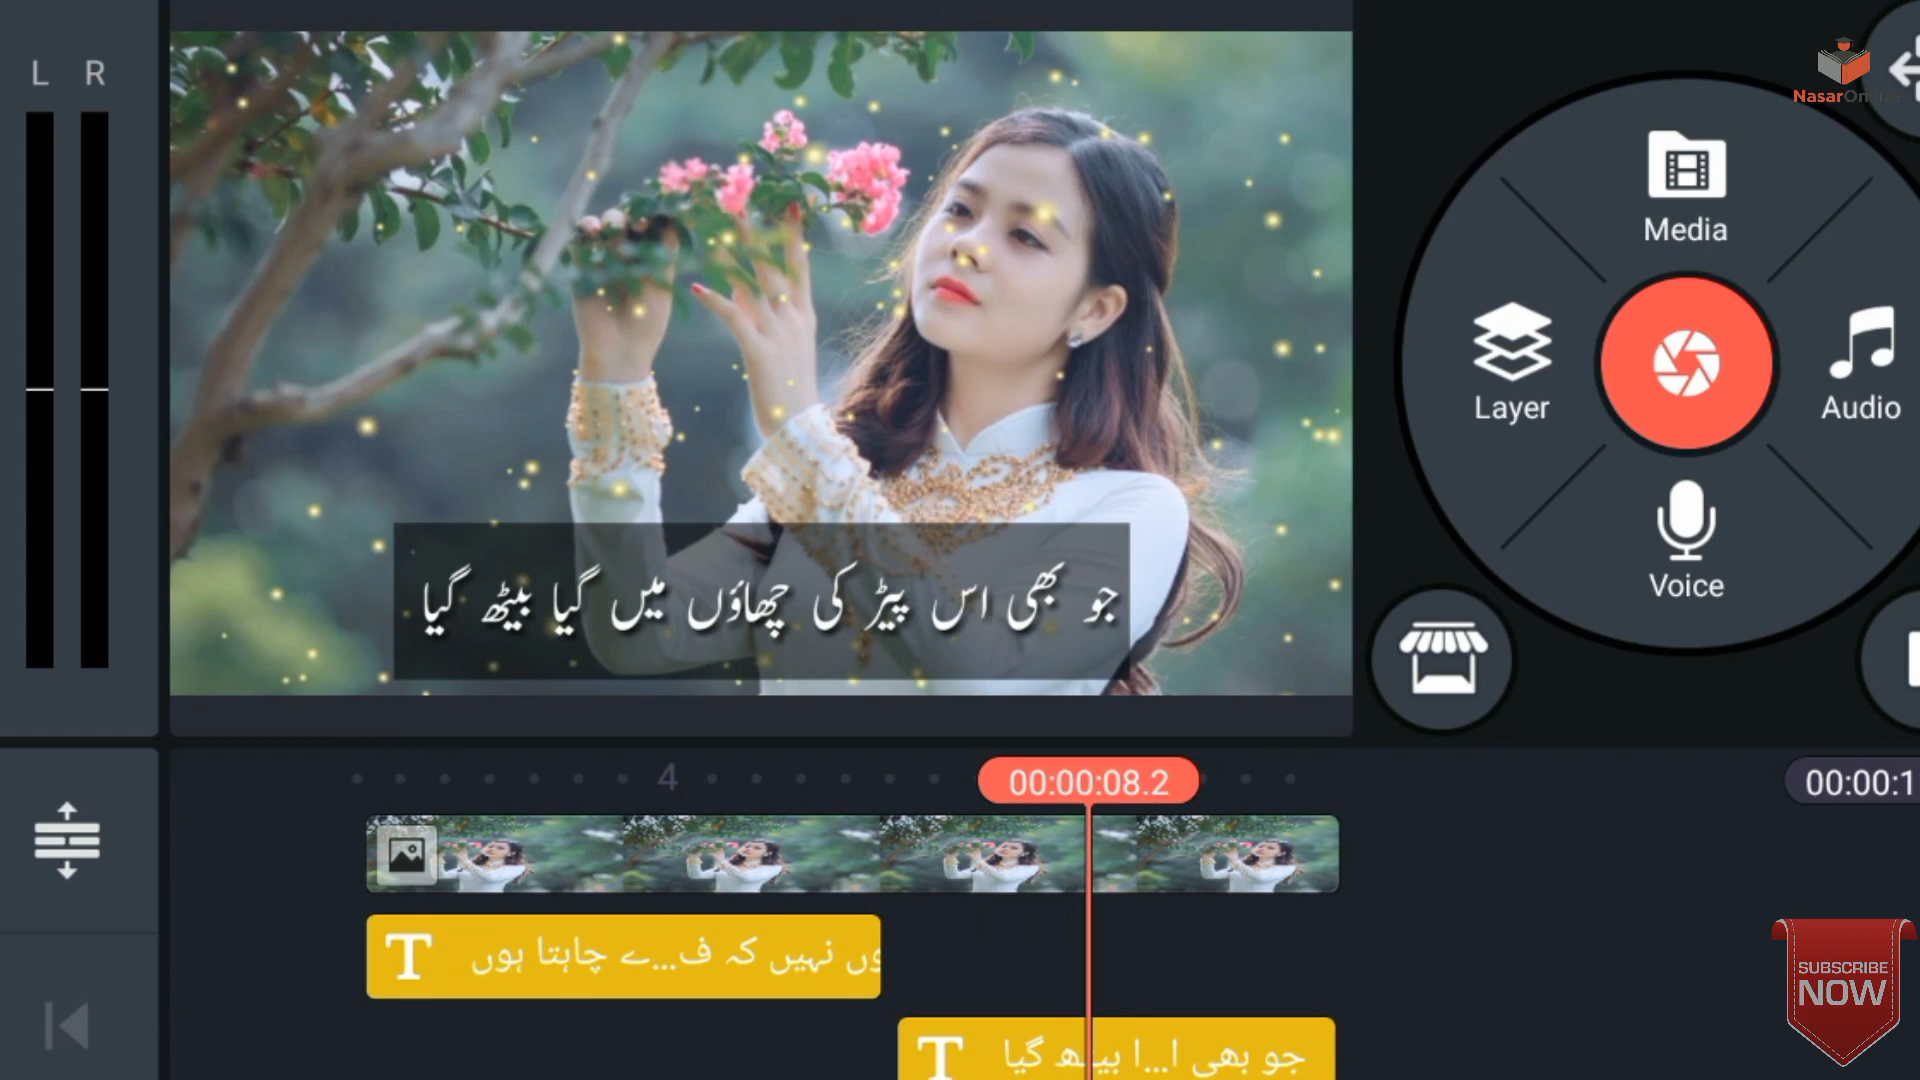 L R
NasarOnline
Media
Layer
Audio
Voice
جو بھی اس پیڑ کی چھاؤں میں گیا بیٹھ گیا
4
00:00:08.2
00:00:1
وں نہیں کہ ف...ے چاہتا ہوں
جو بھی ا...ا بیٹھ گیا
SUBSCRIBE
NOW